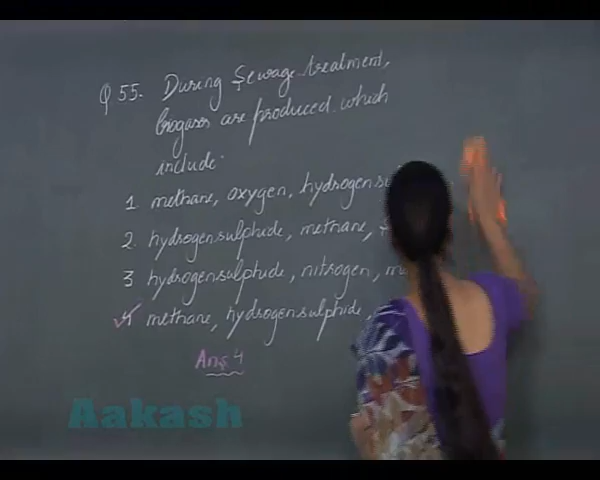 Q 55. During Sewage treatment,
biogases are produced which
include:
1. methane, oxygen, hydrogensu
2. hydrogensulphide, methane,
3 hydrogensulphide, nitrogen, m
4 methane, hydrogensulphide,
Ans 4
Aakash